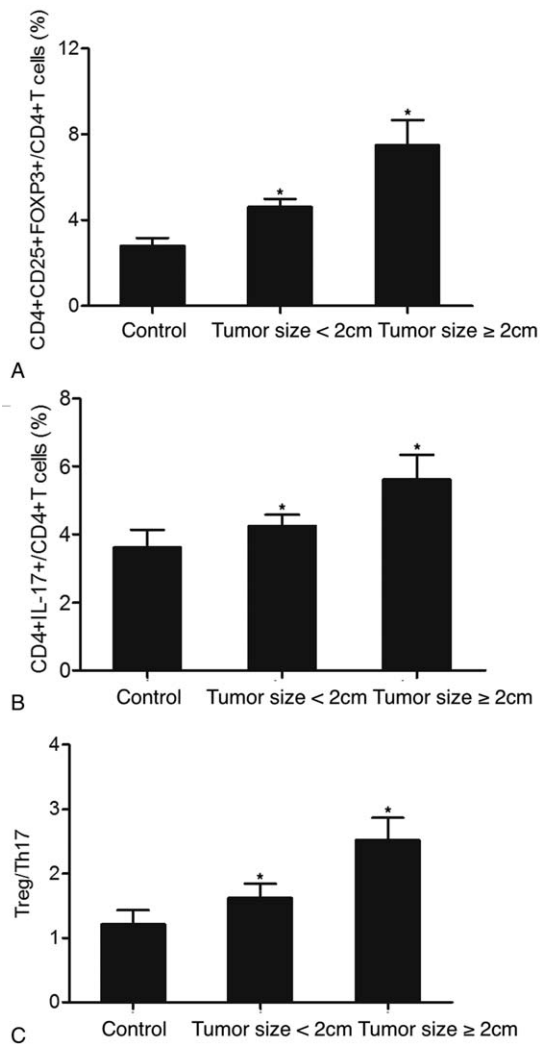 CD4+CD25+FOXP3+/CD4+T cells (%)
12
8
4
0
*
*
Control Tumor size < 2cm Tumor size ≥ 2cm
A
CD4+IL-17+/CD4+T cells (%)
8
6
4
2
0
*
*
Control Tumor size < 2cm Tumor size ≥ 2cm
B
Treg/Th17
4
3
2
1
0
*
*
Control Tumor size < 2cm Tumor size ≥ 2cm
C